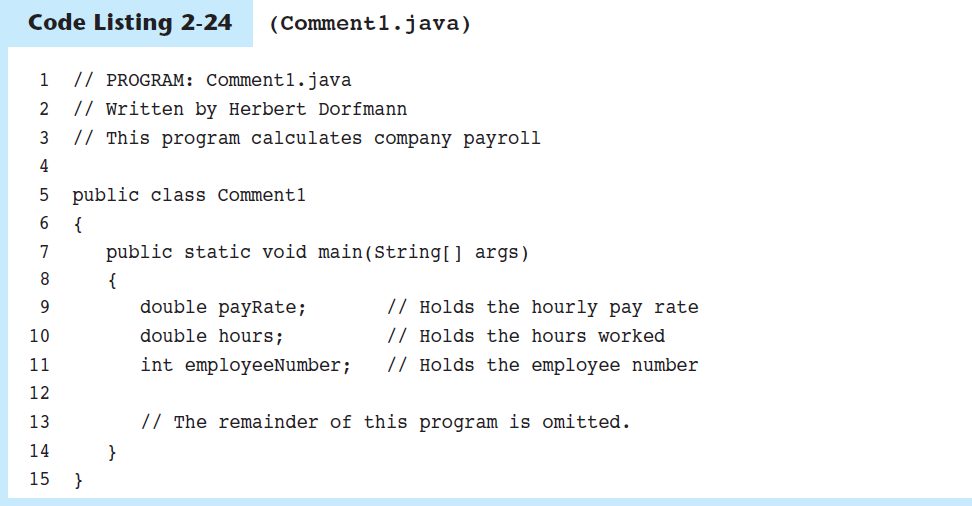 Code Listing 2-24 (Comment1.java)
1 // PROGRAM: Comment1.java
2 // Written by Herbert Dorfmann
3 // This program calculates company payroll
4
5 public class Comment1
6 {
7    public static void main(String[] args)
8    {
9       double payRate;       // Holds the hourly pay rate
10       double hours;         // Holds the hours worked
11       int employeeNumber;   // Holds the employee number
12
13       // The remainder of this program is omitted.
14    }
15 }